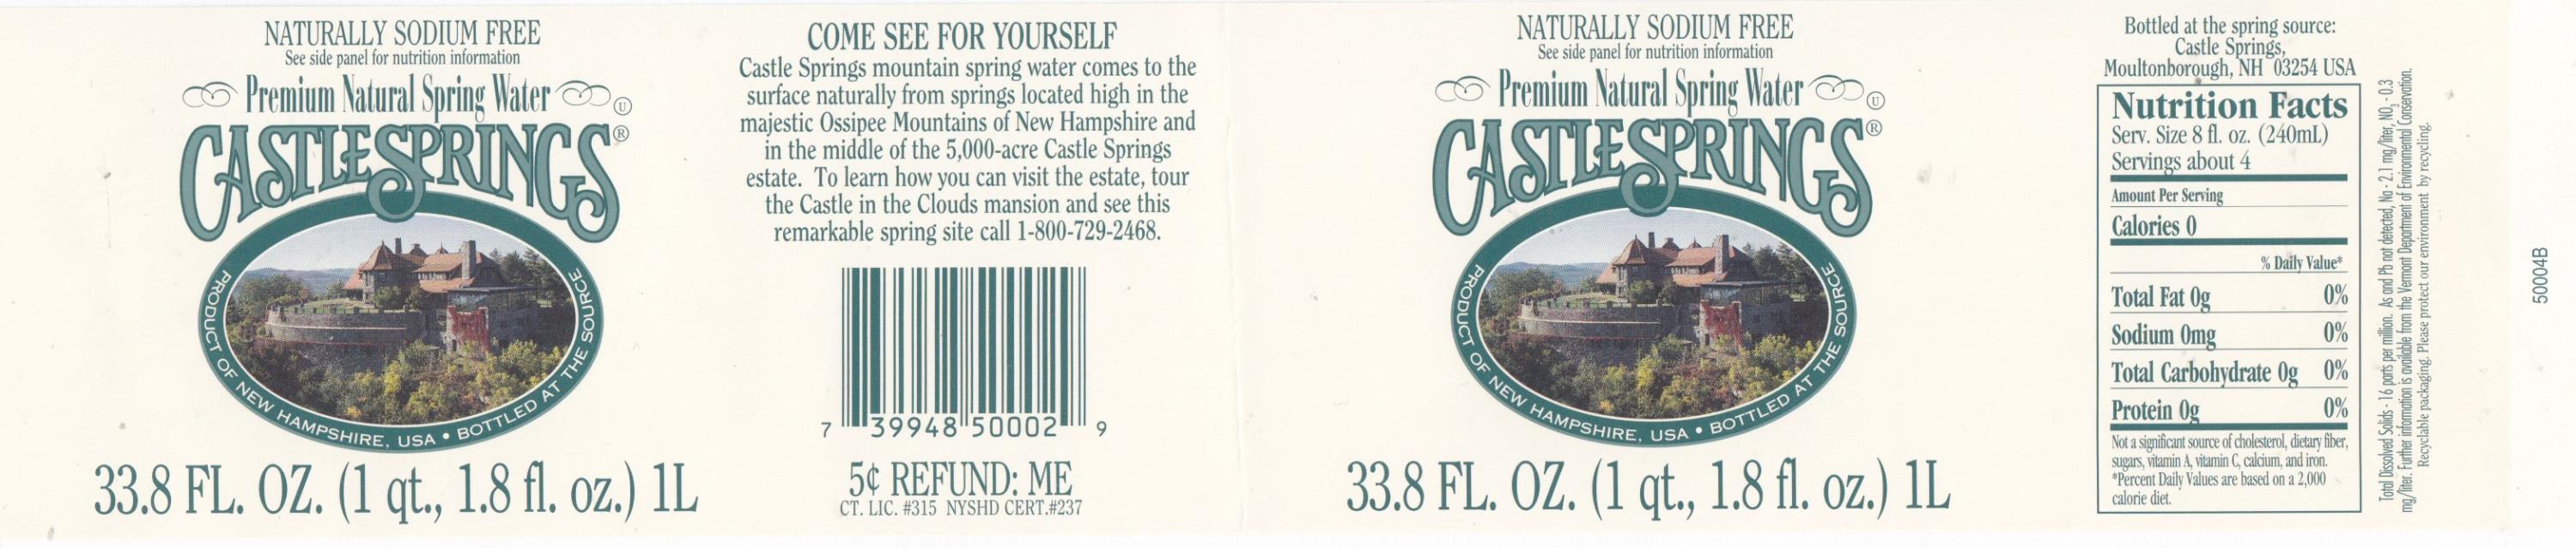 NATURALLY SODIUM FREE
See side panel for nutrition information
Premium Natural Spring Water
U
CASTLE SPRINGS®
PRODUCT OF NEW HAMPSHIRE, USA • BOTTLED AT THE SOURCE
33.8 FL. OZ. (1 qt., 1.8 fl. oz.) 1L
COME SEE FOR YOURSELF
Castle Springs mountain spring water comes to the
surface naturally from springs located high in the
majestic Ossipee Mountains of New Hampshire and
in the middle of the 5,000-acre Castle Springs
estate. To learn how you can visit the estate, tour
the Castle in the Clouds mansion and see this
remarkable spring site call 1-800-729-2468.
7 39948 50002 9
5¢ REFUND: ME
CT. LIC. #315 NYSHD CERT.#237
NATURALLY SODIUM FREE
See side panel for nutrition information
Premium Natural Spring Water
U
CASTLE SPRINGS®
PRODUCT OF NEW HAMPSHIRE, USA • BOTTLED AT THE SOURCE
33.8 FL. OZ. (1 qt., 1.8 fl. oz.) 1L
Bottled at the spring source:
Castle Springs,
Moultonborough, NH 03254 USA
Nutrition Facts
Serv. Size 8 fl. oz. (240mL)
Servings about 4
Amount Per Serving
Calories 0
% Daily Value*
Total Fat 0g 0%
Sodium 0mg 0%
Total Carbohydrate 0g 0%
Protein 0g 0%
Not a significant source of cholesterol, dietary fiber,
sugars, vitamin A, vitamin C, calcium, and iron.
*Percent Daily Values are based on a 2,000
calorie diet.
Total Dissolved Solids - 16 parts per million. As and Pb not detected, Na - 2.1 mg/liter, NO₃ - 0.3
mg/liter. Further information is available from the Vermont Department of Environmental Conservation.
Recyclable packaging. Please protect our environment by recycling.
50004B